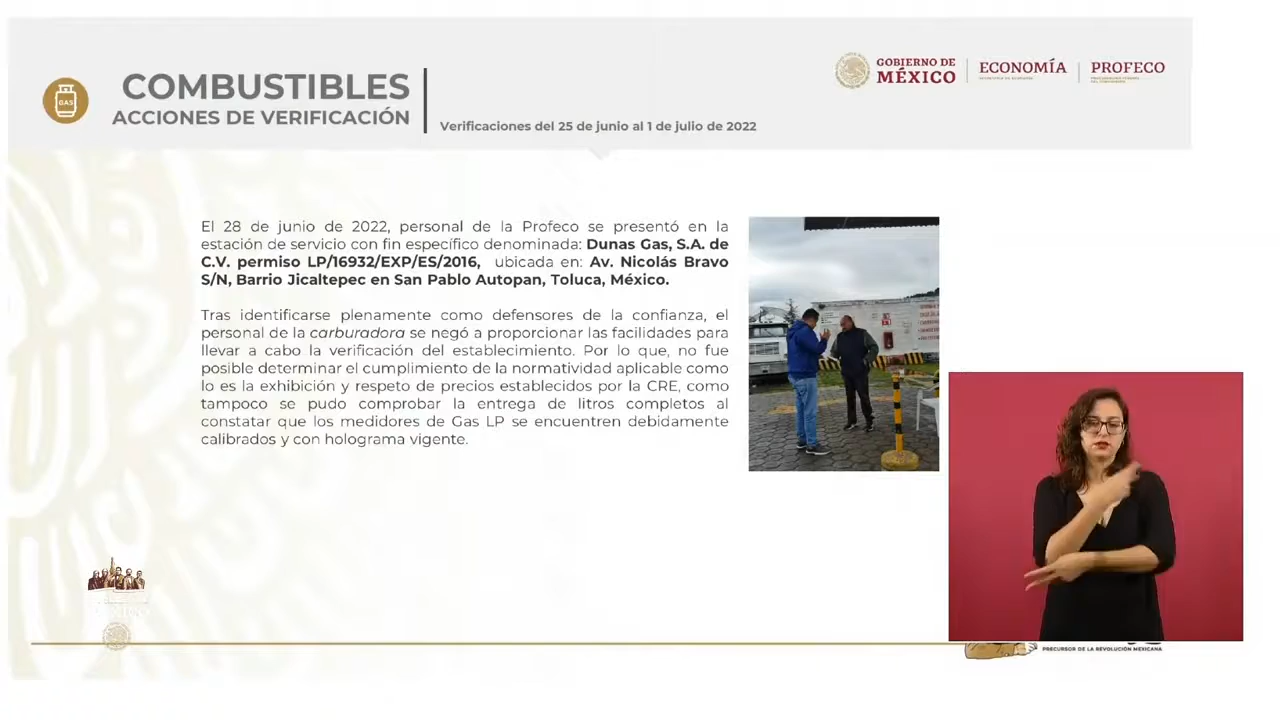 COMBUSTIBLES
ACCIONES DE VERIFICACIÓN
Verificaciones del 25 de junio al 1 de julio de 2022
GAS
GOBIERNO DE
MÉXICO
ECONOMÍA
PROFECO
El 28 de junio de 2022, personal de la Profeco se presentó en la
estación de servicio con fin específico denominada: Dunas Gas, S.A. de
C.V. permiso LP/16932/EXP/ES/2016, ubicada en: Av. Nicolás Bravo
S/N, Barrio Jicaltepec en San Pablo Autopan, Toluca, México.
Tras identificarse plenamente como defensores de la confianza, el
personal de la carburadora se negó a proporcionar las facilidades para
llevar a cabo la verificación del establecimiento. Por lo que, no fue
posible determinar el cumplimiento de la normatividad aplicable como
lo es la exhibición y respeto de precios establecidos por la CRE, como
tampoco se pudo comprobar la entrega de litros completos al
constatar que los medidores de Gas LP se encuentren debidamente
calibrados y con holograma vigente.
PRECURSOR DE LA REVOLUCIÓN MEXICANA